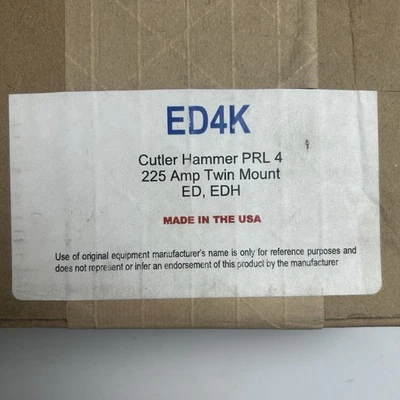 ED4K
Cutler Hammer PRL 4
225 Amp Twin Mount
ED, EDH
MADE IN THE USA
Use of original equipment manufacturer's name is only for reference purposes and
does not represent or infer an endorsement of this product by the manufacturer